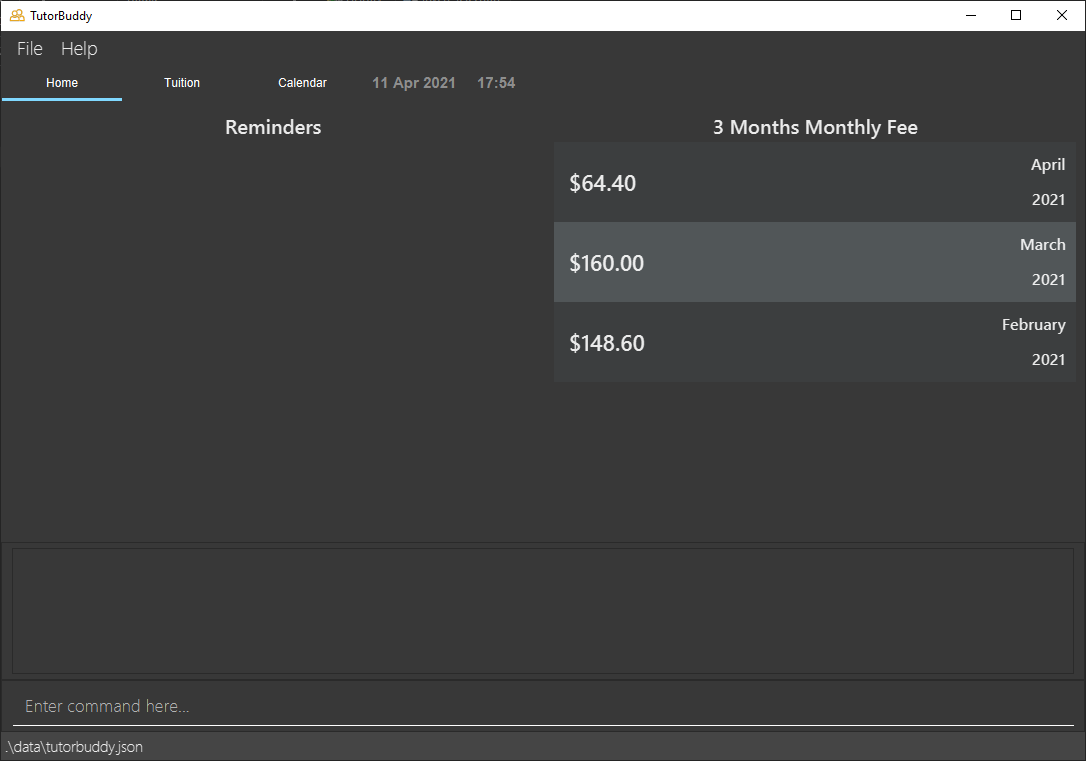 TutorBuddy
File Help
Home Tuition Calendar 11 Apr 2021 17:54
Reminders
3 Months Monthly Fee
$64.40
April
2021
$160.00
March
2021
$148.60
February
2021
Enter command here...
.\data\tutorbuddy.json